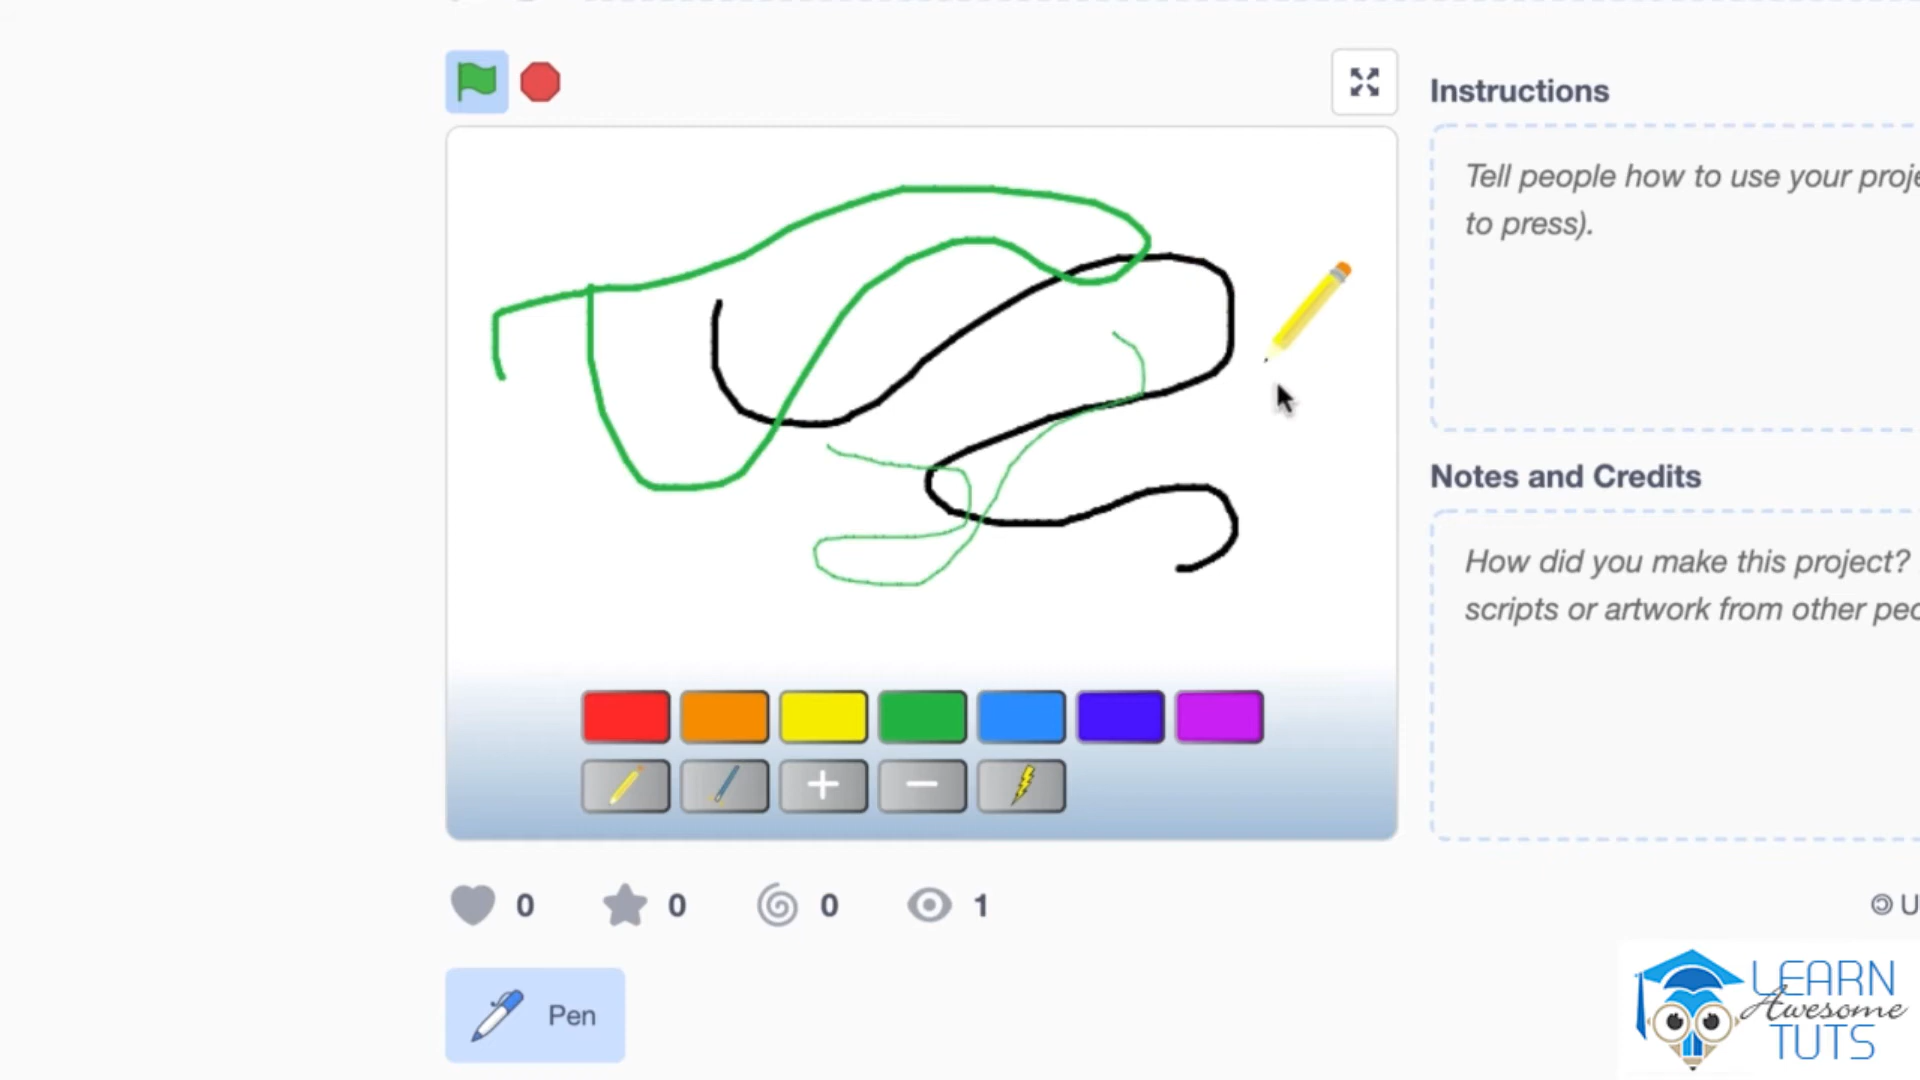 Instructions
Tell people how to use your proje
to press).
Notes and Credits
How did you make this project?
scripts or artwork from other peo
0
0
0
1
© U
Pen
LEARN
Awesome
TUTS